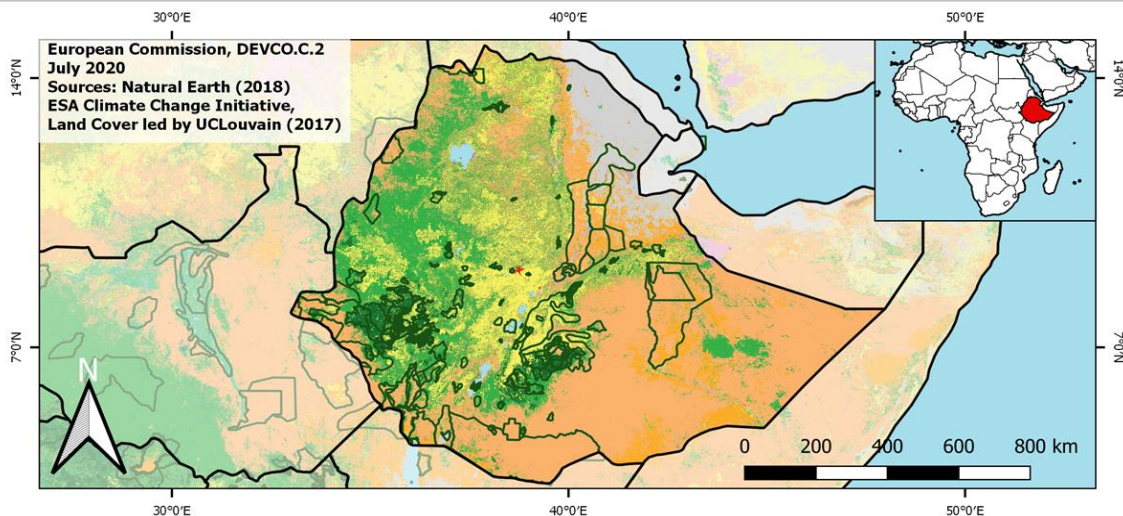 30°0'E 40°0'E 50°0'E
European Commission, DEVCO.C.2
July 2020
Sources: Natural Earth (2018)
ESA Climate Change Initiative,
Land Cover led by UCLouvain (2017)
14°0'N 14°0'N
7°0'N 7°0'N
N
0 200 400 600 800 km
30°0'E 40°0'E 50°0'E